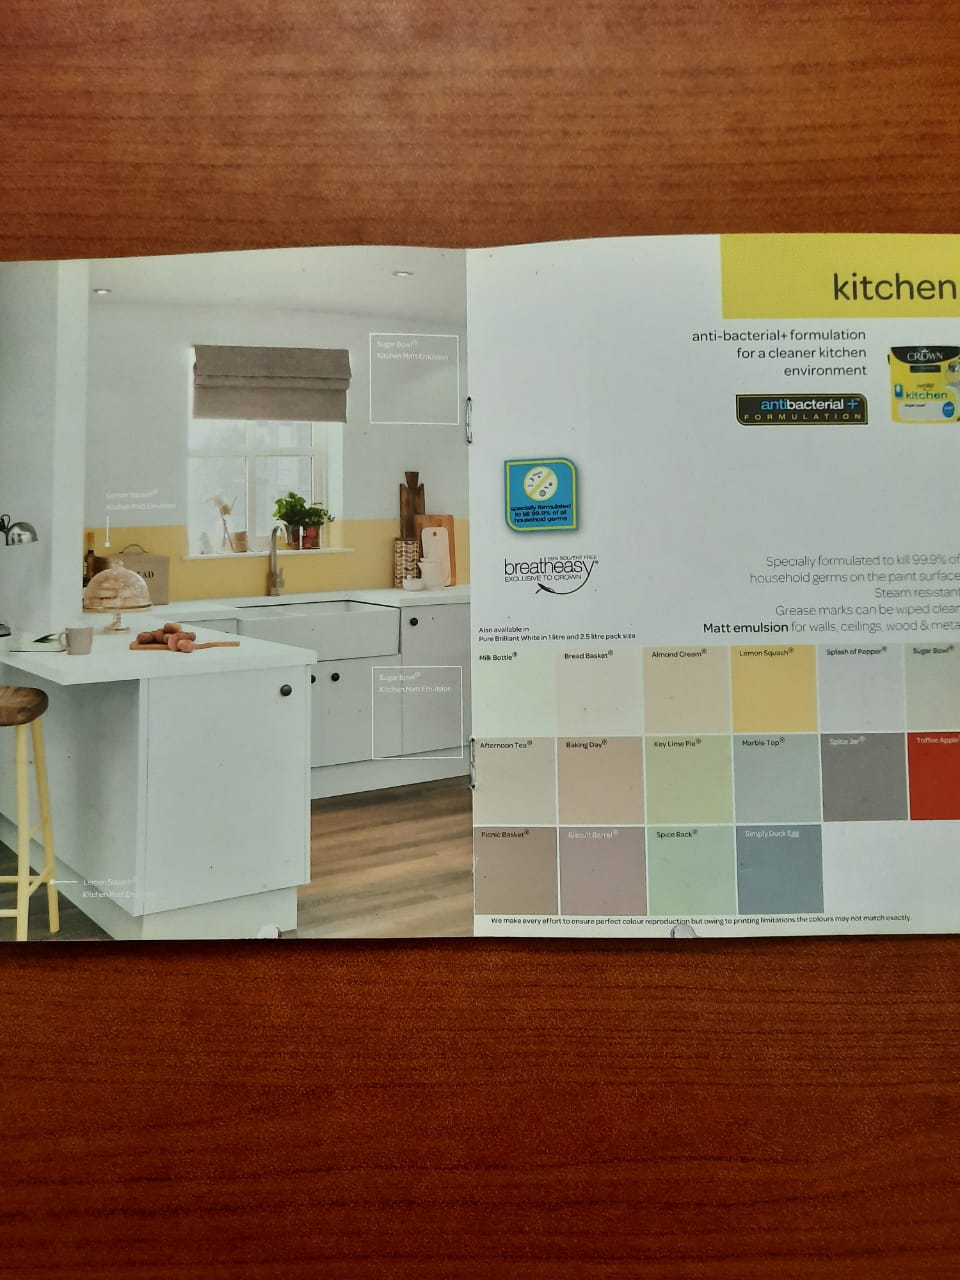 Sugar Bowl®
Kitchen Matt Emulsion
Lemon Squash®
Kitchen Matt Emulsion
EAD
Sugar Bowl®
Kitchen Matt Emulsion
Lemon Squash®
Kitchen Matt Emulsion
kitchen
anti-bacterial+ formulation
for a cleaner kitchen
environment
CROWN
kitchen
antibacterial +
FORMULATION
specially formulated
to kill 99.9% of all
household germs
99% SOLVENT FREE
breatheasy®
EXCLUSIVE TO CROWN
Specially formulated to kill 99.9% of
household germs on the paint surface
Steam resistant
Grease marks can be wiped clean
Matt emulsion for walls, ceilings, wood & meta
Also available in
Pure Brilliant White in 1 litre and 2.5 litre pack size
Milk Bottle® Bread Basket® Almond Cream® Lemon Squash® Splash of Pepper® Sugar Bowl®
Afternoon Tea® Baking Day® Key Lime Pie® Marble Top® Spice Jar® Toffee Apple
Picnic Basket® Biscuit Barrel® Spice Rack® Simply Duck Egg
We make every effort to ensure perfect colour reproduction but owing to printing limitations the colours may not match exactly.